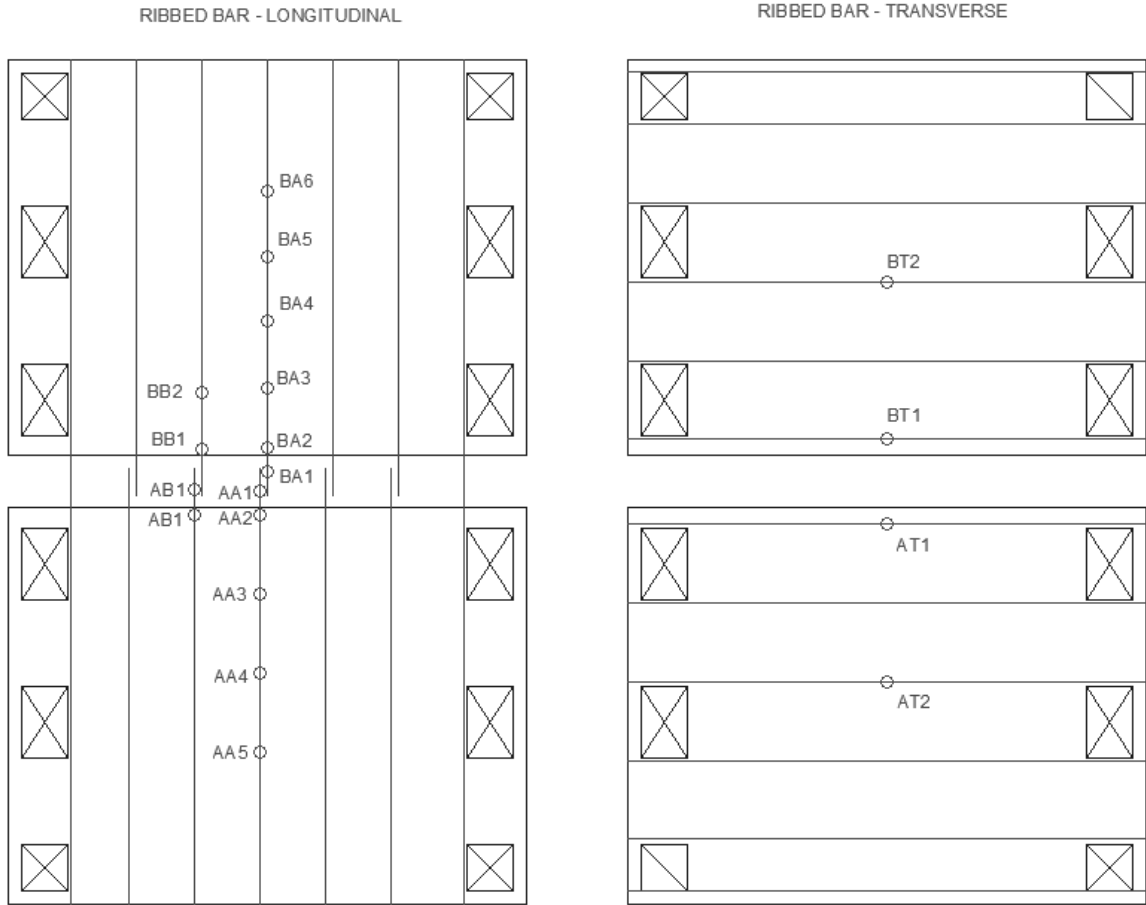 RIBBED BAR - LONGITUDINAL
RIBBED BAR - TRANSVERSE
BA6
BA5
BA4
BA3
BB2
BB1
BA2
BA1
AB1
AA1
AB1
AA2
AA3
AA4
AA5
BT2
BT1
AT1
AT2